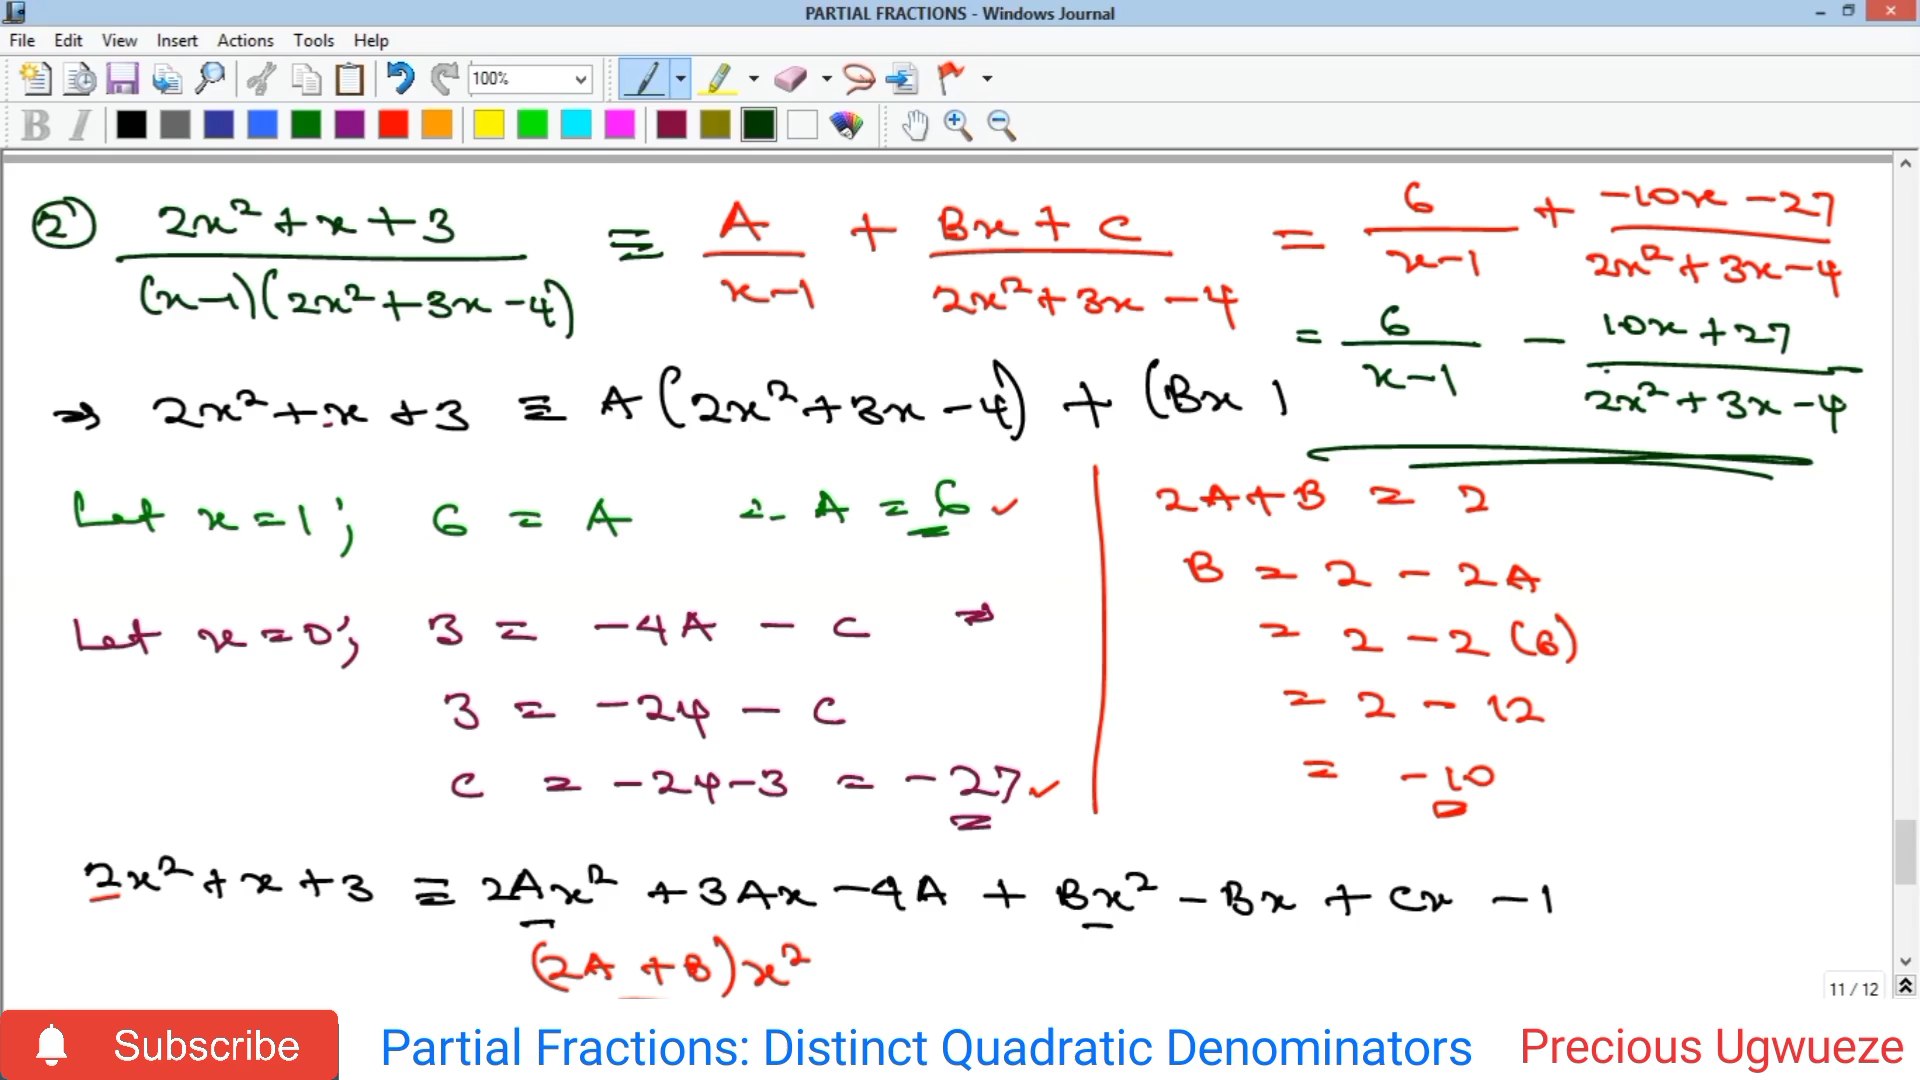 PARTIAL FRACTIONS - Windows Journal
File Edit View Insert Actions Tools Help
100%
B I
② (2x² + x + 3)/((x-1)(2x² + 3x - 4)) ≡ A/(x-1) + (Bx + C)/(2x² + 3x - 4) = 6/(x-1) + (-10x - 27)/(2x² + 3x - 4)
= 6/(x-1) - (10x + 27)/(2x² + 3x - 4)
⇒ 2x² + x + 3 ≡ A(2x² + 3x - 4) + (Bx )
Let x = 1; 6 = A ∴ A = 6 ✓
Let x = 0; 3 = -4A - C ⇒
3 = -24 - C
C = -24 - 3 = -27 ✓
2A + B = 2
B = 2 - 2A
= 2 - 2(6)
= 2 - 12
= -10
2x² + x + 3 ≡ 2Ax² + 3Ax - 4A + Bx² - Bx + Cx - 1
(2A + B)x²
11 / 12
Subscribe Partial Fractions: Distinct Quadratic Denominators Precious Ugwueze